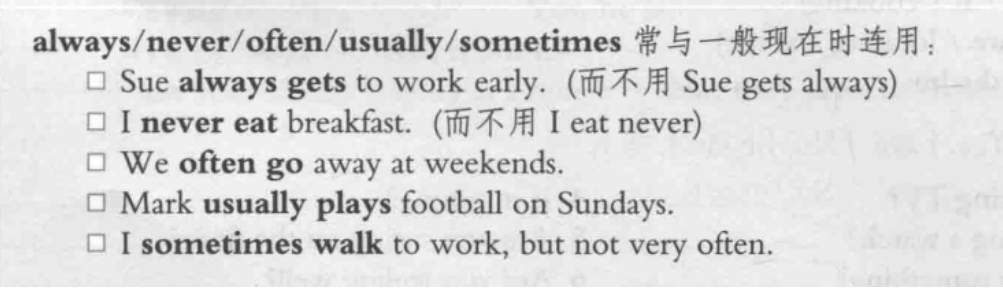 always/never/often/usually/sometimes 常与一般现在时连用:
□ Sue always gets to work early. (而不用 Sue gets always)
□ I never eat breakfast. (而不用 I eat never)
□ We often go away at weekends.
□ Mark usually plays football on Sundays.
□ I sometimes walk to work, but not very often.